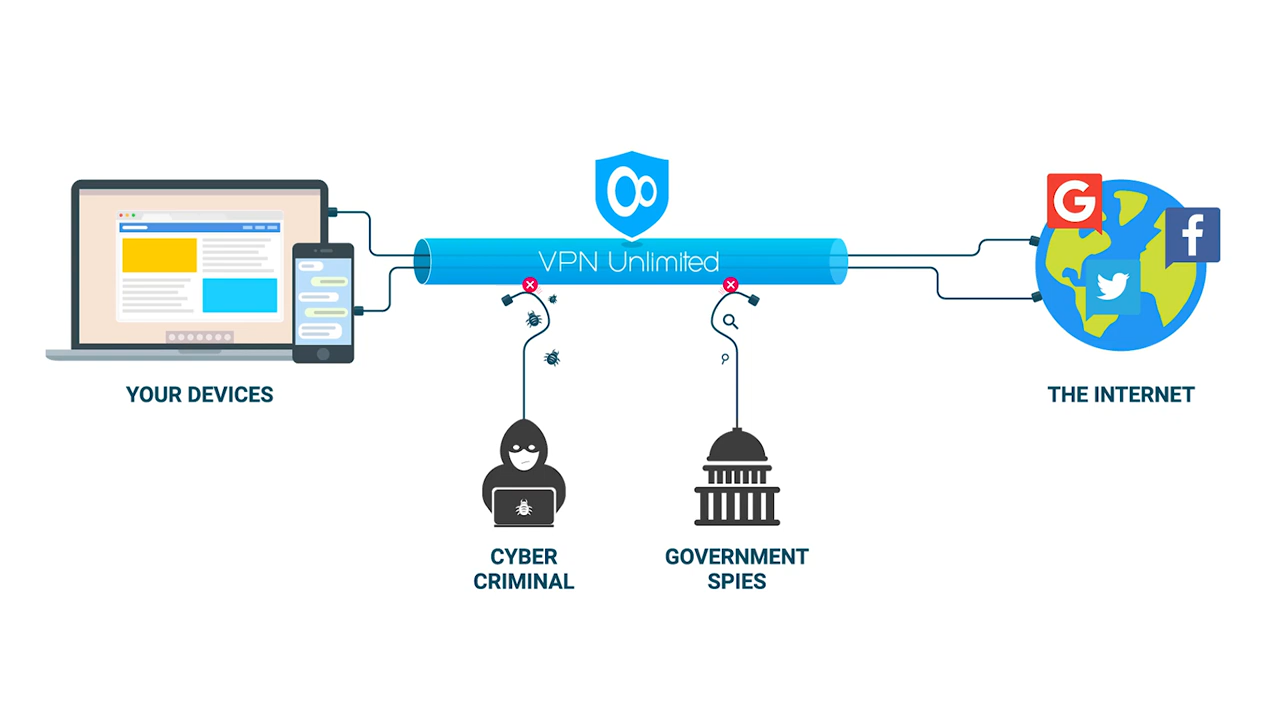 VPN Unlimited
G
f
YOUR DEVICES
THE INTERNET
CYBER
CRIMINAL
GOVERNMENT
SPIES